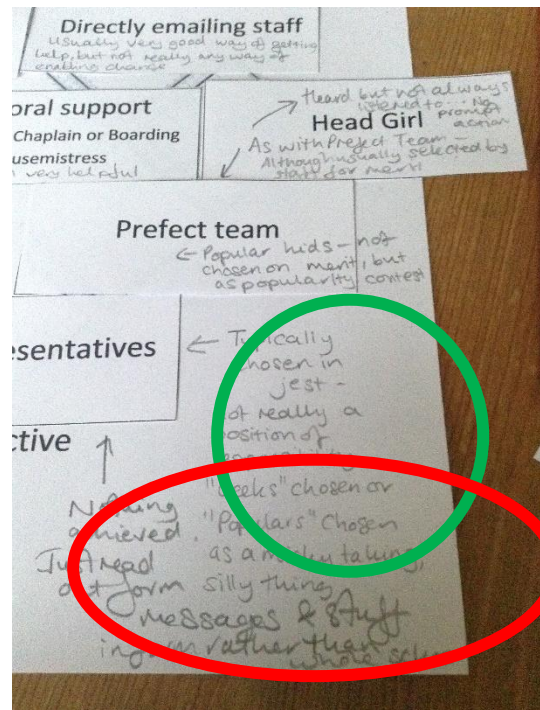 Directly emailing staff
Usually very good way of getting
help, but not really any way of
enabling change
oral support
Chaplain or Boarding
usemistress
very helpful
Heard but not always
listened to... No
prompt
action
Head Girl
As with Prefect Team -
Although usually selected by
staff for merit
Prefect team
← Popular kids - not
chosen on merit, but
as popularity contest
esentatives
← Typically
chosen in
jest -
not really a
position of
"Geeks" chosen or
"Populars" Chosen
as a micky taking,
silly thing
ctive
Nothing
achieved.
Just read
out form
messages & stuff
in form rather than
whole